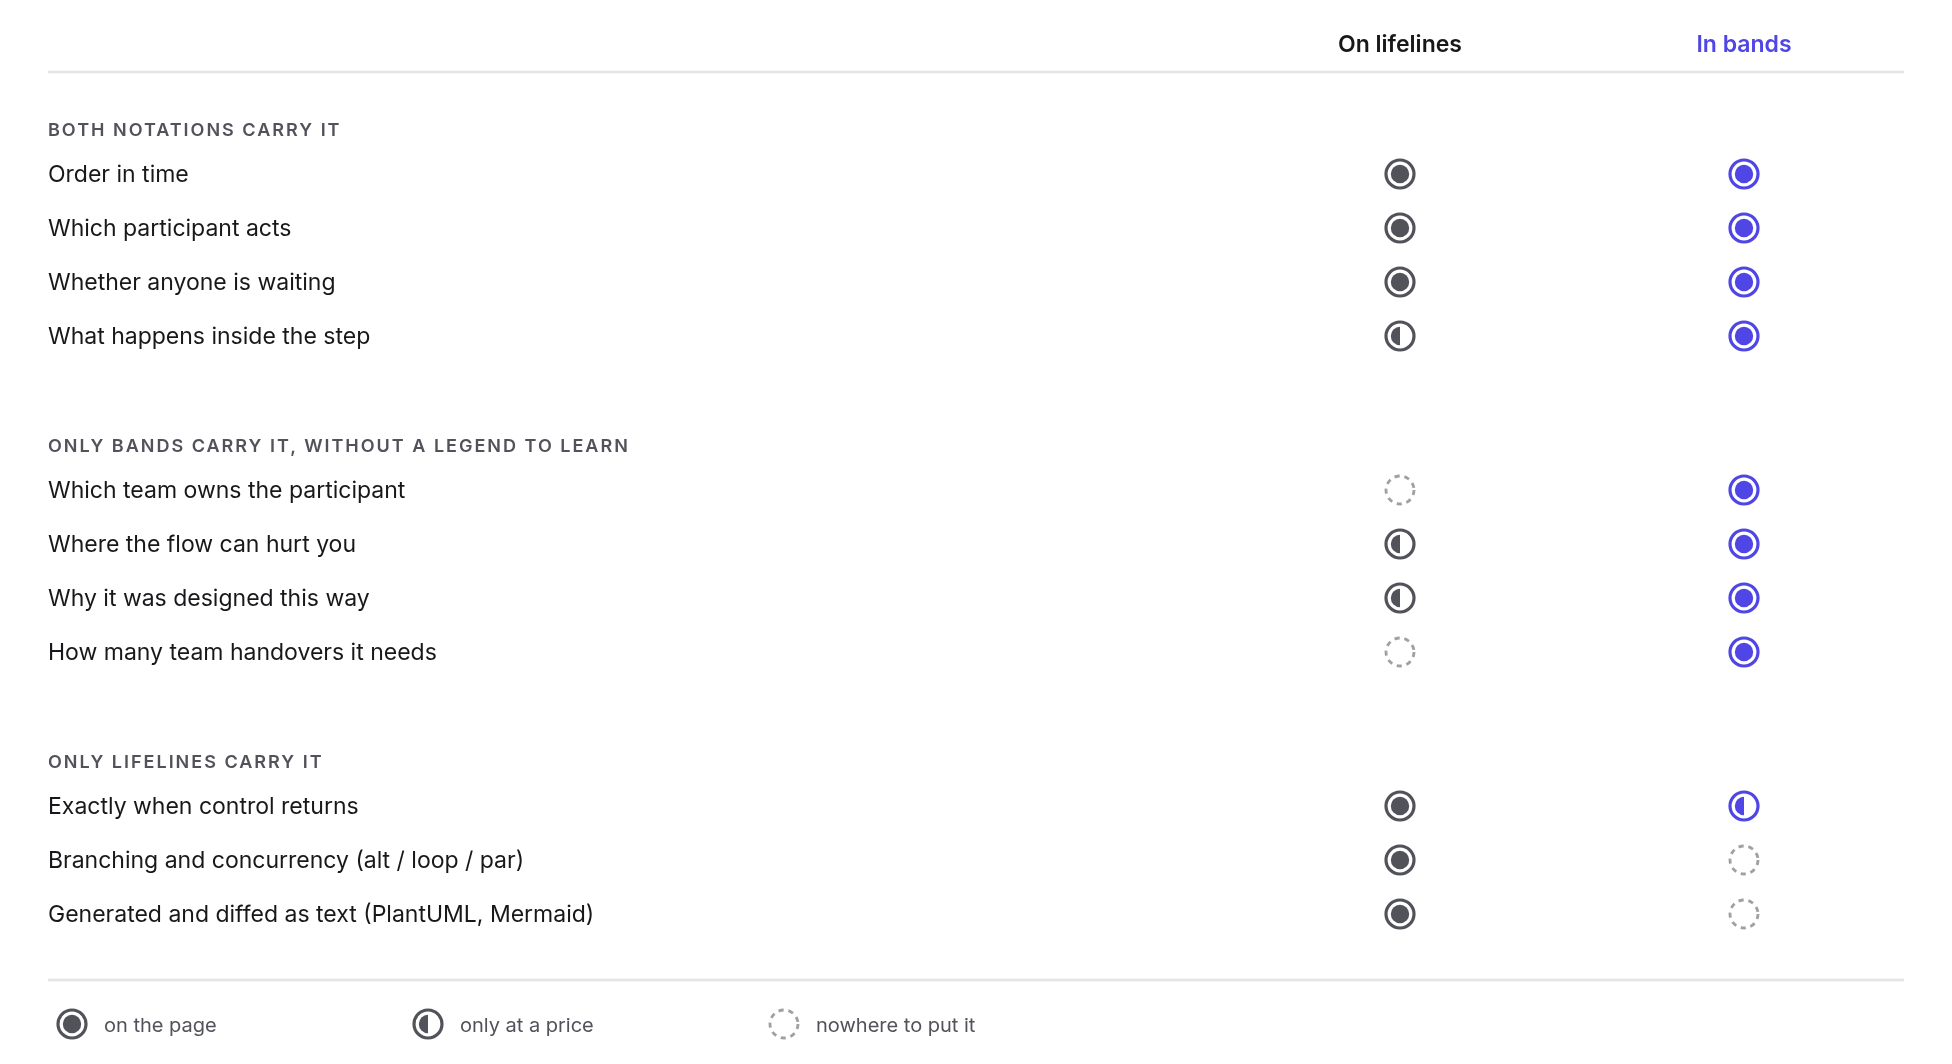 On lifelines
In bands
BOTH NOTATIONS CARRY IT
Order in time
Which participant acts
Whether anyone is waiting
What happens inside the step
ONLY BANDS CARRY IT, WITHOUT A LEGEND TO LEARN
Which team owns the participant
Where the flow can hurt you
Why it was designed this way
How many team handovers it needs
ONLY LIFELINES CARRY IT
Exactly when control returns
Branching and concurrency (alt / loop / par)
Generated and diffed as text (PlantUML, Mermaid)
on the page
only at a price
nowhere to put it